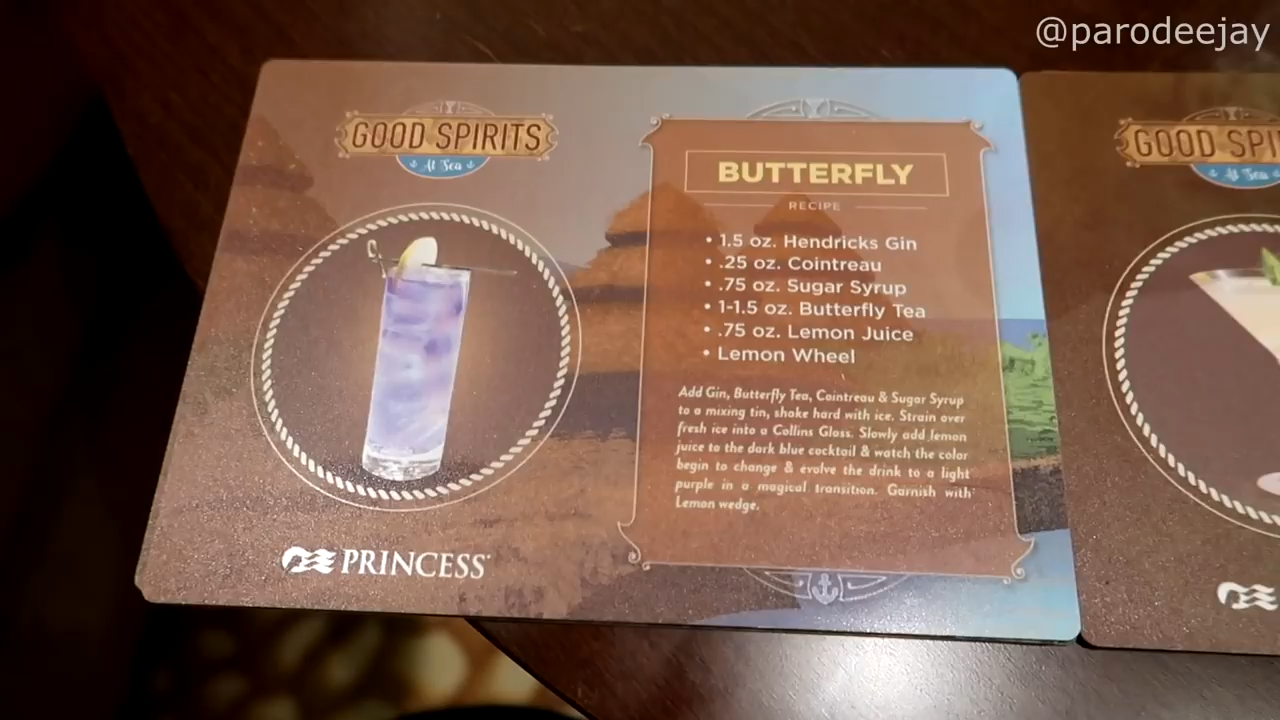 @parodeejay
GOOD SPIRITS
At Sea
PRINCESS
BUTTERFLY
RECIPE
• 1.5 oz. Hendricks Gin
• .25 oz. Cointreau
• .75 oz. Sugar Syrup
• 1-1.5 oz. Butterfly Tea
• .75 oz. Lemon Juice
• Lemon Wheel
Add Gin, Butterfly Tea, Cointreau & Sugar Syrup
to a mixing tin, shake hard with ice. Strain over
fresh ice into a Collins Glass. Slowly add lemon
juice to the dark blue cocktail & watch the color
begin to change & evolve the drink to a light
purple in a magical transition. Garnish with
Lemon wedge.
GOOD SPI
At Sea